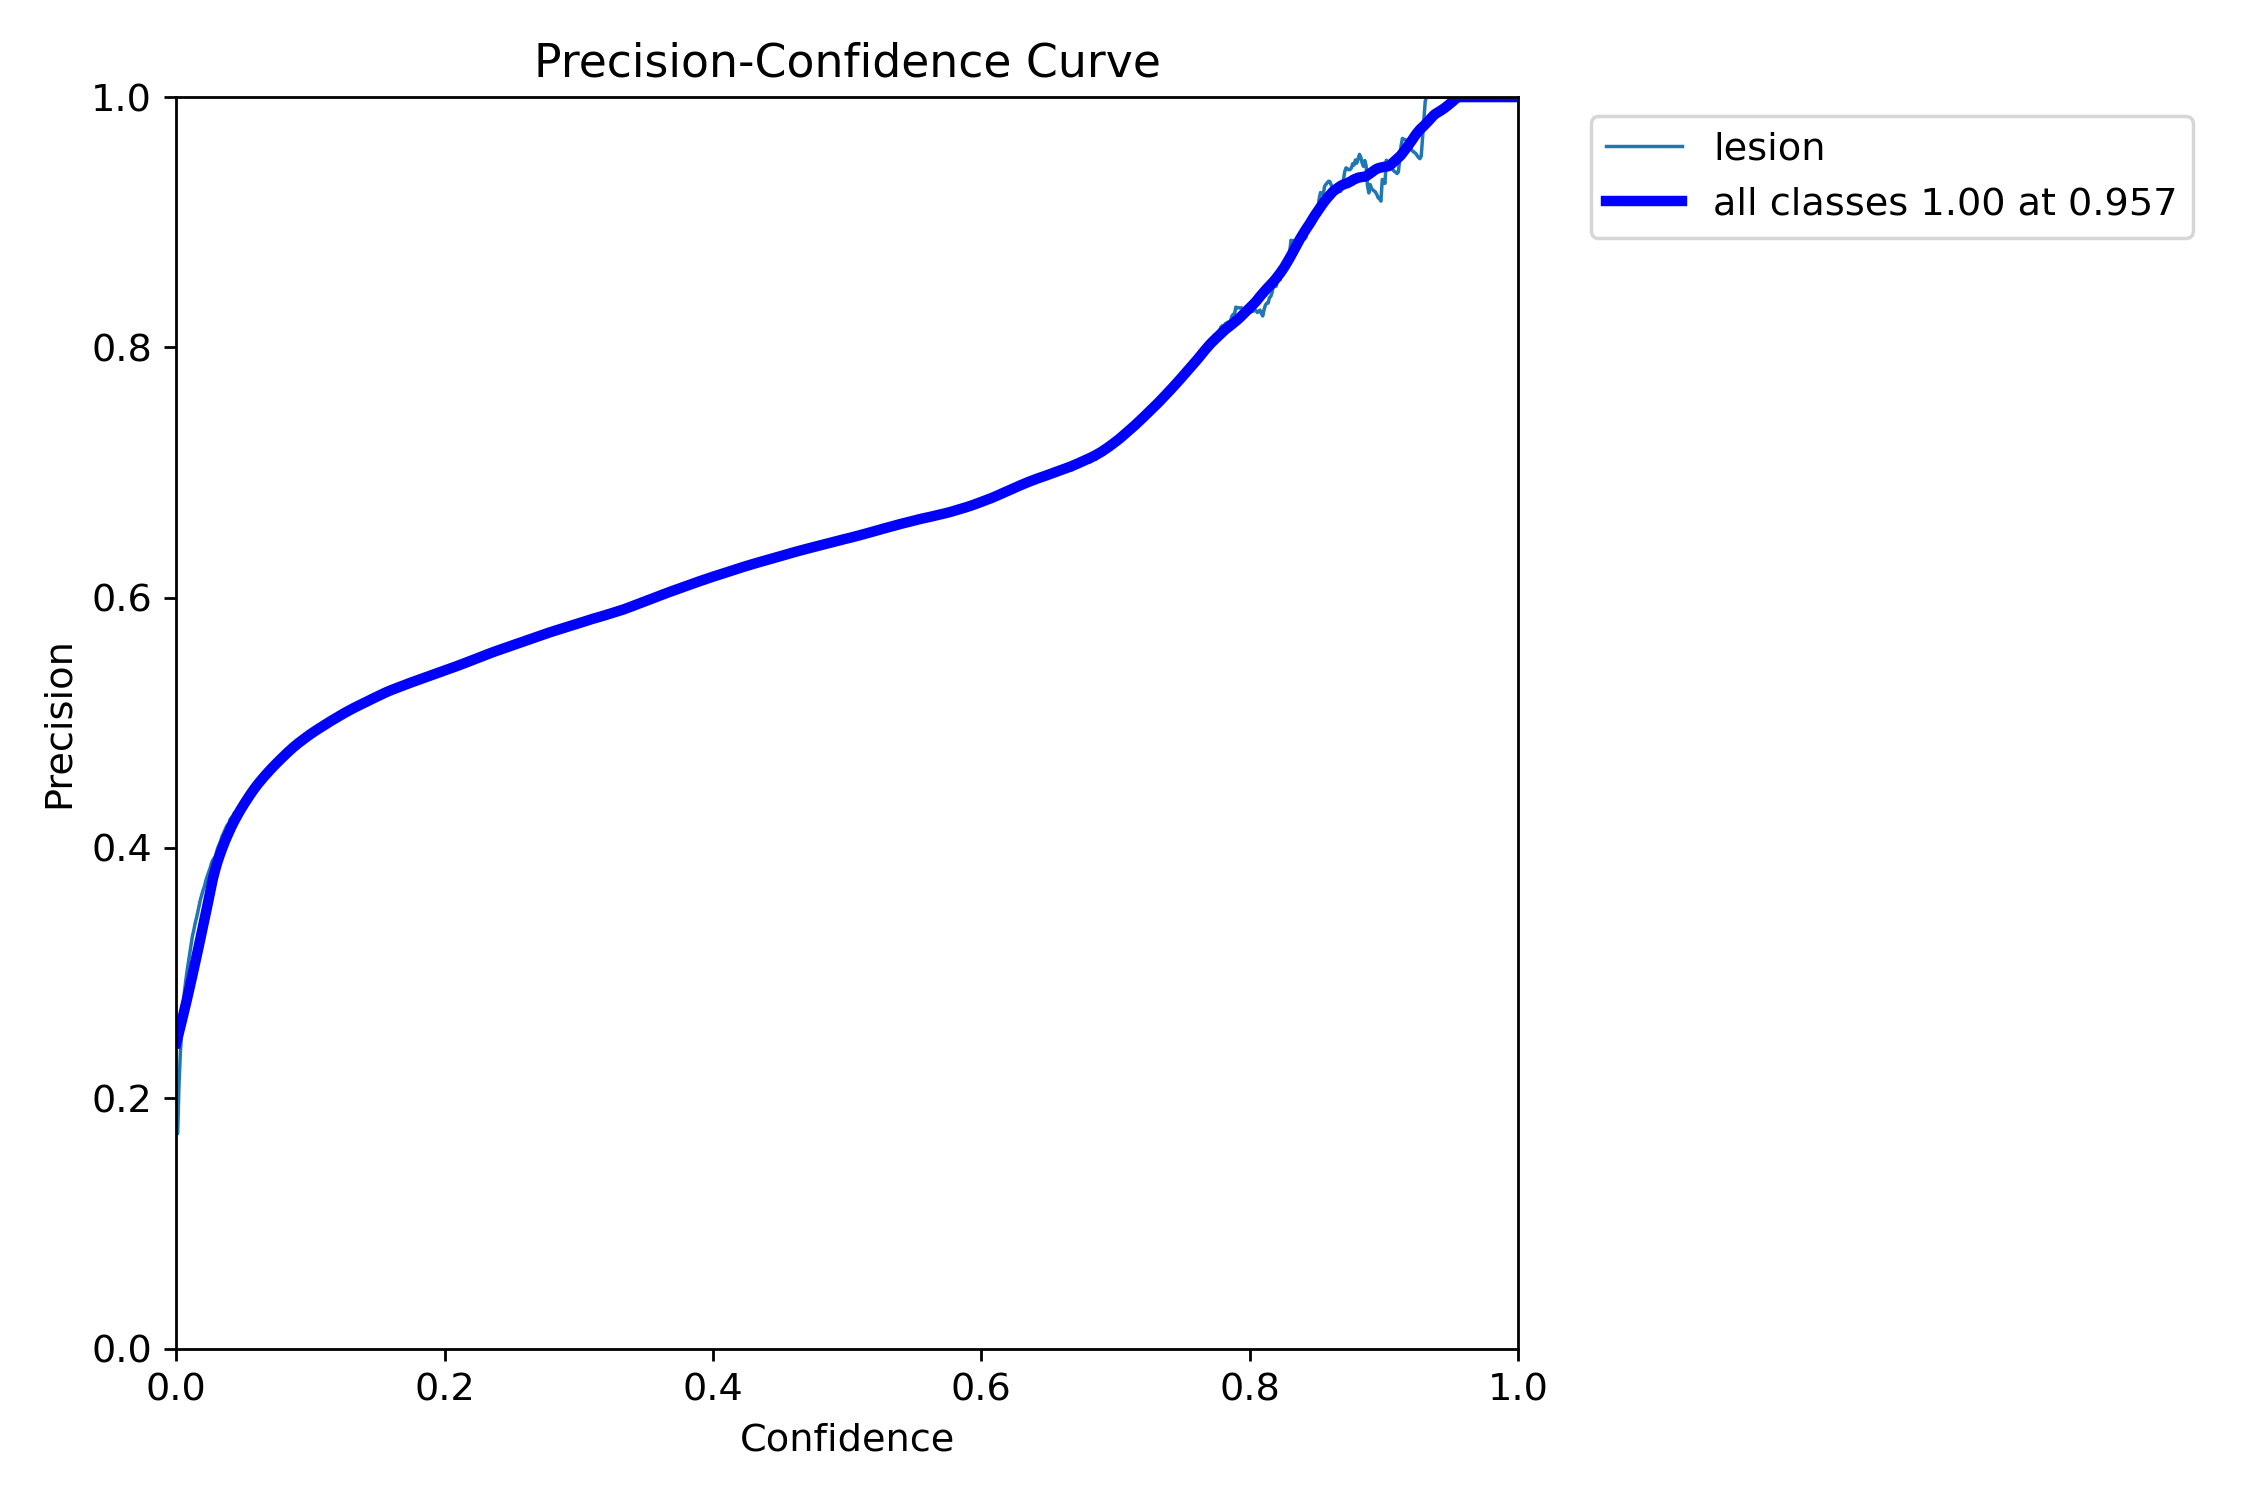 Precision-Confidence Curve
lesion
all classes 1.00 at 0.957
Precision
1.0
0.8
0.6
0.4
0.2
0.0
0.0 0.2 0.4 0.6 0.8 1.0
Confidence